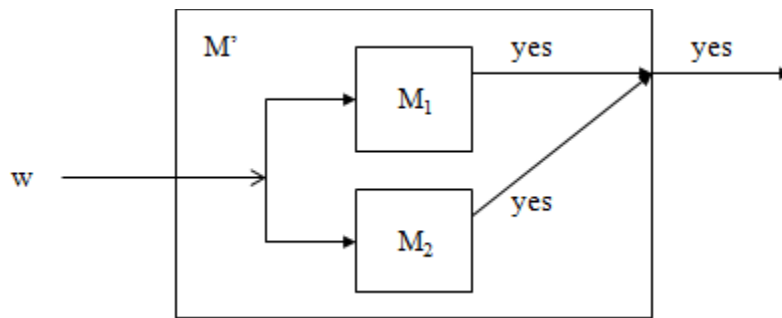 M’
yes
yes
M₁
w
yes
M₂